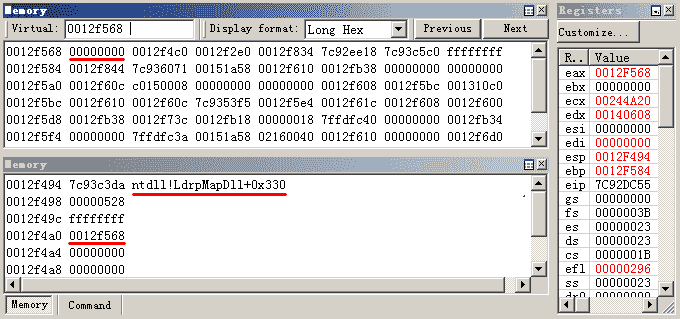 Memory
Virtual: 0012f568 Display format: Long Hex Previous Next
0012f568 00000000 0012f4c0 0012f2e0 0012f834 7c92ee18 7c93c5c0 ffffffff
0012f584 0012f844 7c936071 00151a58 0012f610 0012fb38 00000000 00000000
0012f5a0 0012f60c c0150008 00000000 00000000 0012f608 0012f5bc 001310c0
0012f5bc 0012f610 0012f60c 7c9353f5 0012f5e4 0012f61c 0012f608 0012f600
0012f5d8 0012fb38 0012f73c 0012fb18 00000018 7ffdfc40 00000000 0012fb34
0012f5f4 00000000 7ffdfc3a 00151a58 02160040 0012f610 00000000 0012f6d0
Memory
0012f494 7c93c3da ntdll!LdrpMapDll+0x330
0012f498 00000528
0012f49c ffffffff
0012f4a0 0012f568
0012f4a4 00000000
0012f4a8 00000000
Memory Command
Registers
Customize...
R.. Value
eax 0012F568
ebx 00000000
ecx 00244A20
edx 00140608
esi 00000000
edi 00000000
esp 0012F494
ebp 0012F584
eip 7C92DC55
gs 00000000
fs 0000003B
es 00000023
ds 00000023
cs 0000001B
efl 00000296
ss 00000023
dr0 00000000